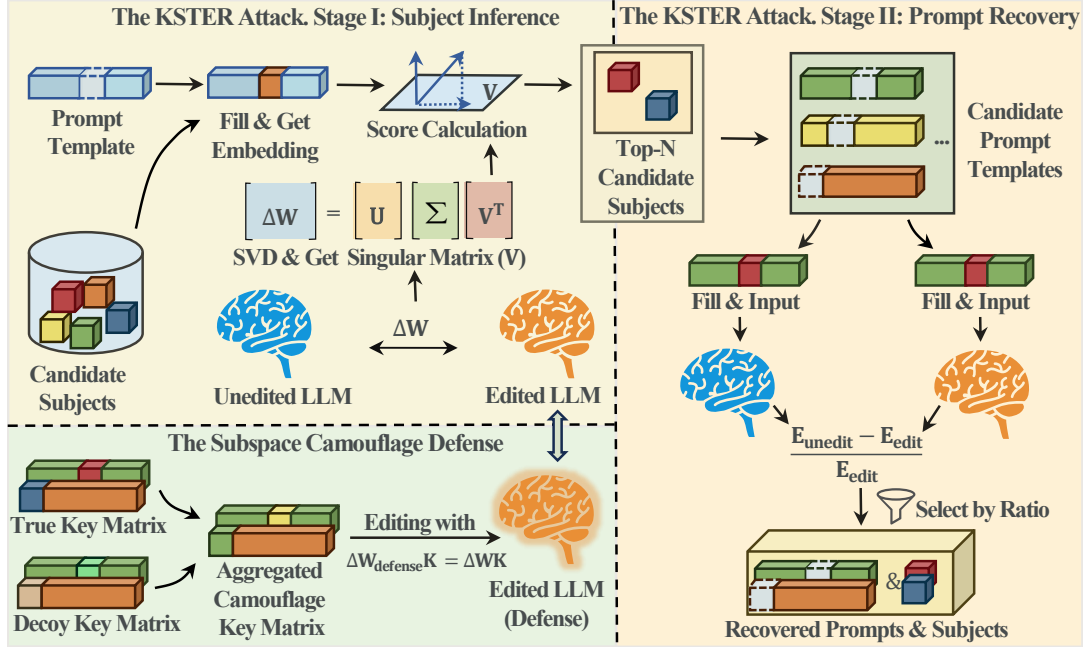 The KSTER Attack. Stage I: Subject Inference
Prompt
Template
Fill & Get
Embedding
V
Score Calculation
ΔW = U Σ V^T
SVD & Get Singular Matrix (V)
Candidate
Subjects
Unedited LLM
ΔW
Edited LLM
Top-N
Candidate
Subjects
The KSTER Attack. Stage II: Prompt Recovery
...
Candidate
Prompt
Templates
Fill & Input
Fill & Input
E_unedit − E_edit
E_edit
Select by Ratio
&
Recovered Prompts & Subjects
The Subspace Camouflage Defense
True Key Matrix
Decoy Key Matrix
Aggregated
Camouflage
Key Matrix
Editing with
ΔW_defense K = ΔWK
Edited LLM
(Defense)